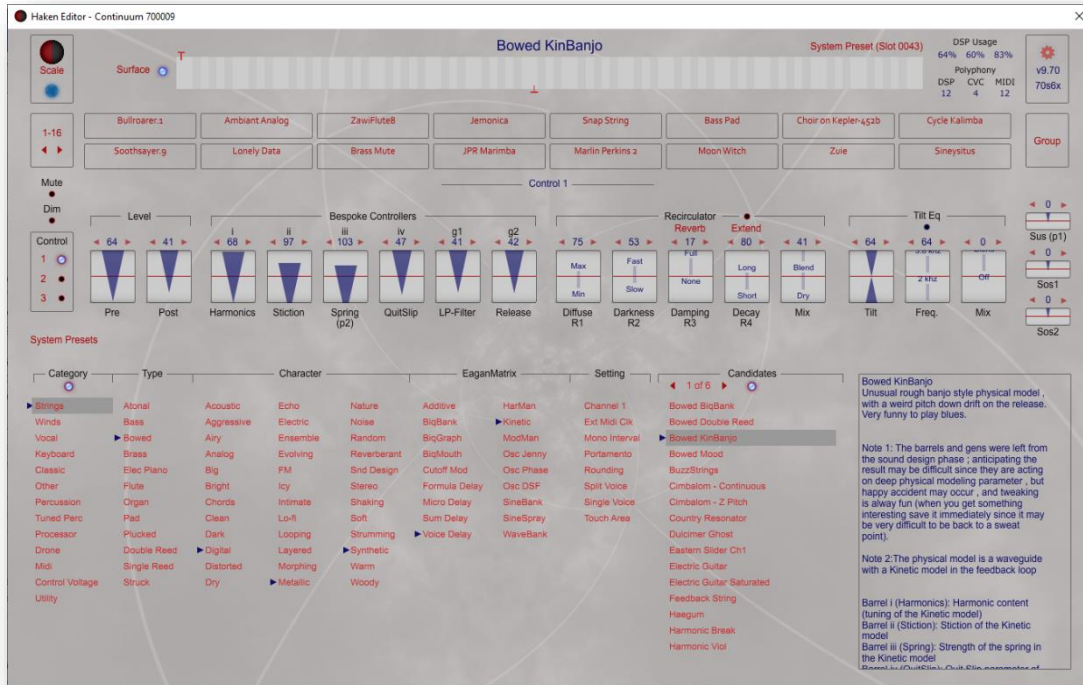 Haken Editor - Continuum 700009
Bowed KinBanjo
System Preset (Slot 0043)
DSP Usage
64% 60% 83%
Polyphony
DSP CVC MIDI
12 4 12
v9.70
70s6x
Scale
Surface
1-16
Bullroarer.1 Ambiant Analog ZawiFlute8 Jemonica Snap String Bass Pad Choir on Kepler-452b Cycle Kalimba
Soothsayer.9 Lonely Data Brass Mute JPR Marimba Marlin Perkins 2 Moon Witch Zuie Sineysitus
Group
Mute
Dim
Control 1
Level Bespoke Controllers Recirculator Tilt Eq
Reverb Extend
i ii iii iv g1 g2
64 41 68 97 103 47 41 42 75 53 17 80 41 64 64 0
Control
1
2
3
Max Fast Full Long Blend 2 khz Off
Min Slow None Short Dry
Pre Post Harmonics Stiction Spring (p2) QuitSlip LP-Filter Release Diffuse R1 Darkness R2 Damping R3 Decay R4 Mix Tilt Freq. Mix
0
Sus (p1)
0
Sos1
0
Sos2
System Presets
Category Type Character EaganMatrix Setting Candidates
1 of 6
Strings Atonal Acoustic Echo Nature Additive HarMan Channel 1 Bowed BiqBank
Winds Bass Aggressive Electric Noise BiqBank Kinetic Ext Midi Clk Bowed Double Reed
Vocal Bowed Airy Ensemble Random BiqGraph ModMan Mono Interval Bowed KinBanjo
Keyboard Brass Analog Evolving Reverberant BiqMouth Osc Jenny Portamento Bowed Mood
Classic Elec Piano Big FM Snd Design Cutoff Mod Osc Phase Rounding BuzzStrings
Other Flute Bright Icy Stereo Formula Delay Osc DSF Split Voice Cimbalom - Continuous
Percussion Organ Chords Intimate Shaking Micro Delay SineBank Single Voice Cimbalom - Z Pitch
Tuned Perc Pad Clean Lo-fi Soft Sum Delay SineSpray Touch Area Country Resonator
Processor Plucked Dark Looping Strumming Voice Delay WaveBank Dulcimer Ghost
Drone Double Reed Digital Layered Synthetic Eastern Slider Ch1
Midi Single Reed Distorted Morphing Warm Electric Guitar
Control Voltage Struck Dry Metallic Woody Electric Guitar Saturated
Utility Feedback String
Haegum
Harmonic Break
Harmonic Viol
Bowed KinBanjo
Unusual rough banjo style physical model ,
with a weird pitch down drift on the release.
Very funny to play blues.
Note 1: The barrels and gens were left from
the sound design phase ; anticipating the
result may be difficult since they are acting
on deep physical modeling parameter , but
happy accident may occur , and tweaking
is alway fun (when you get something
interesting save it immediately since it may
be very difficult to be back to a sweat
point).
Note 2:The physical model is a waveguide
with a Kinetic model in the feedback loop
Barrel i (Harmonics): Harmonic content
(tuning of the Kinetic model)
Barrel ii (Stiction): Stiction of the Kinetic
model
Barrel iii (Spring): Strength of the spring in
the Kinetic model
Barrel iv (QuitSlip): Quit Slip parameter of